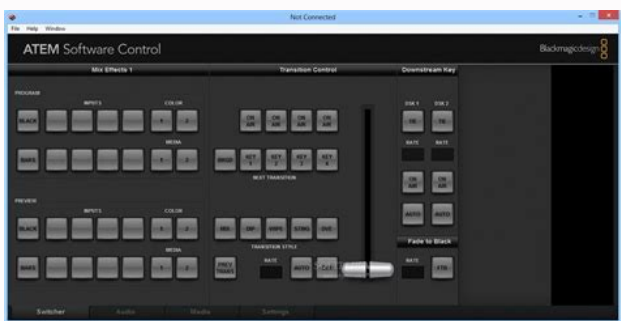 Not Connected
File Help Window
ATEM Software Control
Blackmagicdesign
Mix Effects 1
Transition Control
Downstream Key
PROGRAM
INPUTS COLOR
BLACK 1 2
MEDIA
BARS 1 2
ON AIR ON AIR ON AIR ON AIR
BKGD KEY 1 KEY 2 KEY 3 KEY 4
NEXT TRANSITION
DSK 1 DSK 2
TIE TIE
RATE RATE
ON AIR ON AIR
AUTO AUTO
PREVIEW
INPUTS COLOR
BLACK 1 2
MEDIA
BARS 1 2
MIX DIP WIPE STING DVE
TRANSITION STYLE
PREV TRANS RATE AUTO
Fade to Black
RATE FTB
Switcher Audio Media Settings